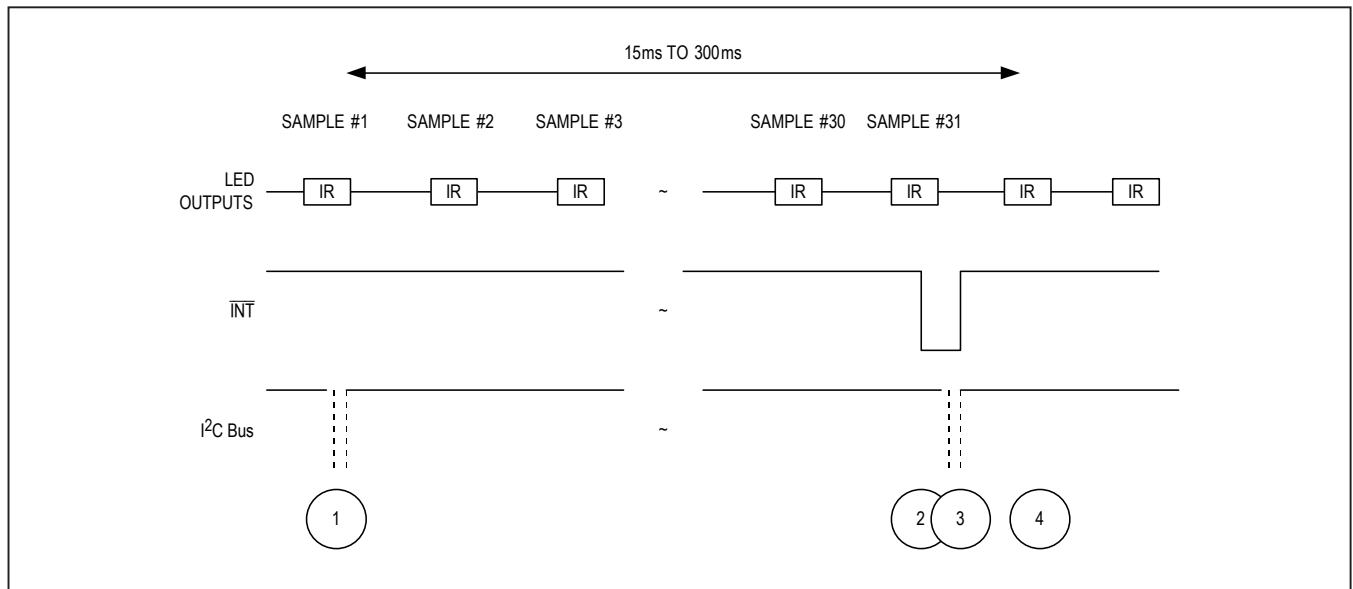 15ms TO 300ms
SAMPLE #1 SAMPLE #2 SAMPLE #3 SAMPLE #30 SAMPLE #31
LED
OUTPUTS
IR IR IR ~ IR IR IR IR
INT
~
I2C Bus
~
1 2 3 4